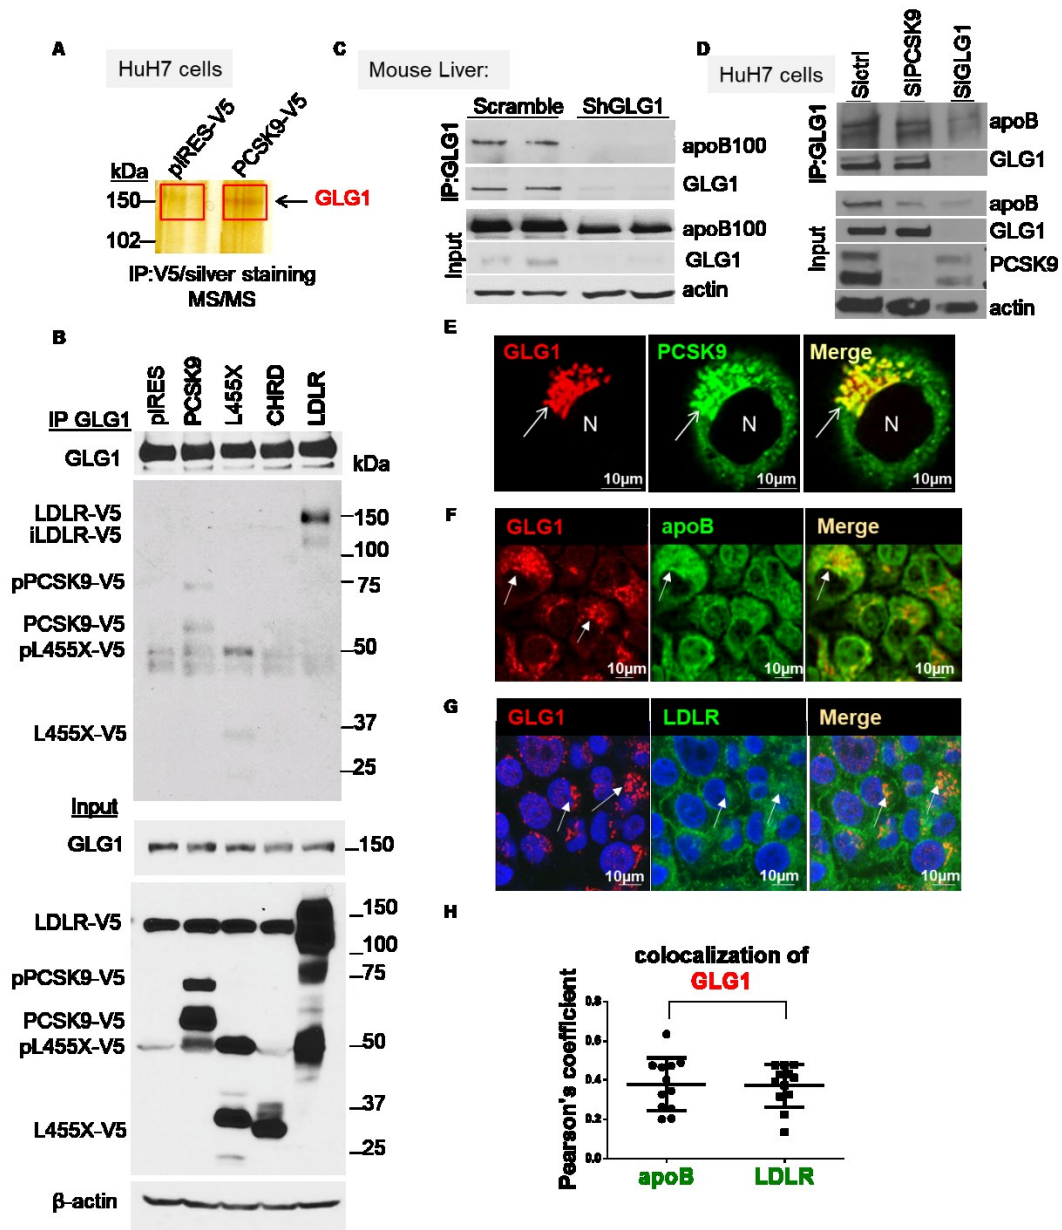 A
HuH7 cells
pIRES-V5
PCSK9-V5
kDa
150
GLG1
102
IP:V5/silver staining
MS/MS
C
Mouse Liver:
Scramble ShGLG1
IP:GLG1
apoB100
GLG1
Input
apoB100
GLG1
actin
D
HuH7 cells
Sictrl
SiPCSK9
SiGLG1
IP:GLG1
apoB
GLG1
Input
apoB
GLG1
PCSK9
actin
B
IP GLG1
pIRES
PCSK9
L455X
CHRD
LDLR
GLG1
kDa
LDLR-V5
iLDLR-V5
pPCSK9-V5
PCSK9-V5
pL455X-V5
L455X-V5
150
100
75
50
37
25
Input
GLG1
150
LDLR-V5
pPCSK9-V5
PCSK9-V5
pL455X-V5
L455X-V5
150
100
75
50
37
25
β-actin
E
GLG1 PCSK9 Merge
N N N
10μm 10μm 10μm
F
GLG1 apoB Merge
10μm 10μm 10μm
G
GLG1 LDLR Merge
10μm 10μm 10μm
H
colocalization of
GLG1
Pearson's coefficient
0.8
0.6
0.4
0.2
0.0
apoB LDLR